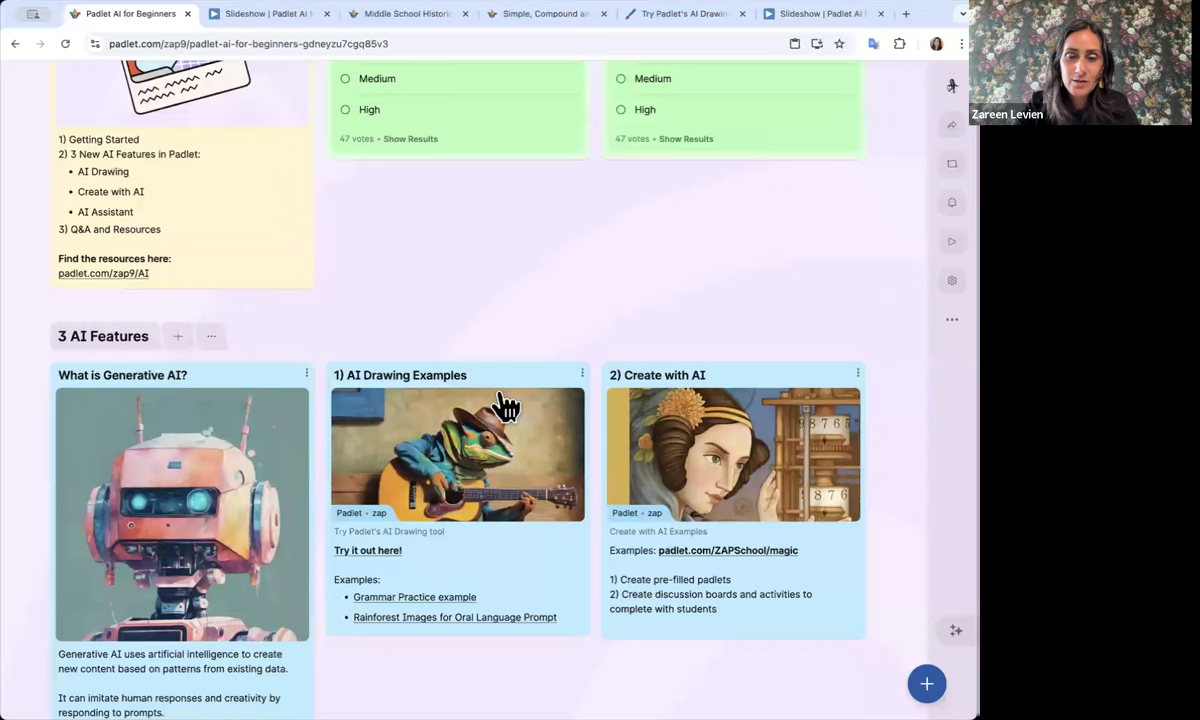 Padlet AI for Beginners
Slideshow | Padlet AI f
Middle School Historic
Simple, Compound an
Try Padlet's AI Drawin
Slideshow | Padlet AI
padlet.com/zap9/padlet-ai-for-beginners-gdneyzu7cgq85v3
Zareen Levien
1) Getting Started
2) 3 New AI Features in Padlet:
• AI Drawing
• Create with AI
• AI Assistant
3) Q&A and Resources
Find the resources here:
padlet.com/zap9/AI
Medium
High
47 votes • Show Results
Medium
High
47 votes • Show Results
3 AI Features
What is Generative AI?
Generative AI uses artificial intelligence to create
new content based on patterns from existing data.
It can imitate human responses and creativity by
responding to prompts.
1) AI Drawing Examples
Padlet • zap
Try Padlet's AI Drawing tool
Try it out here!
Examples:
• Grammar Practice example
• Rainforest Images for Oral Language Prompt
2) Create with AI
98765
9876
Padlet • zap
Create with AI Examples
Examples: padlet.com/ZAPSchool/magic
1) Create pre-filled padlets
2) Create discussion boards and activities to
complete with students